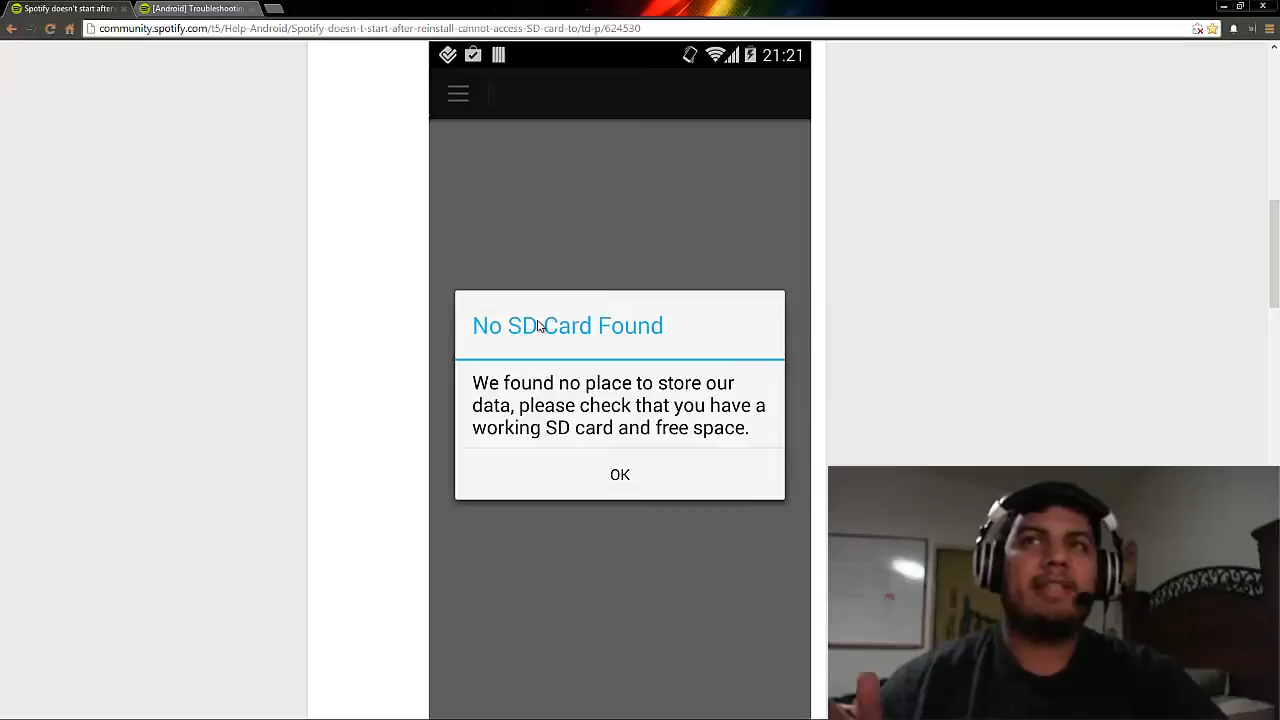 Spotify doesn't start after
[Android] Troubleshootin
community.spotify.com/t5/Help-Android/Spotify-doesn-t-start-after-reinstall-cannot-access-SD-card-to/td-p/624530
21:21
No SD Card Found
We found no place to store our
data, please check that you have a
working SD card and free space.
OK